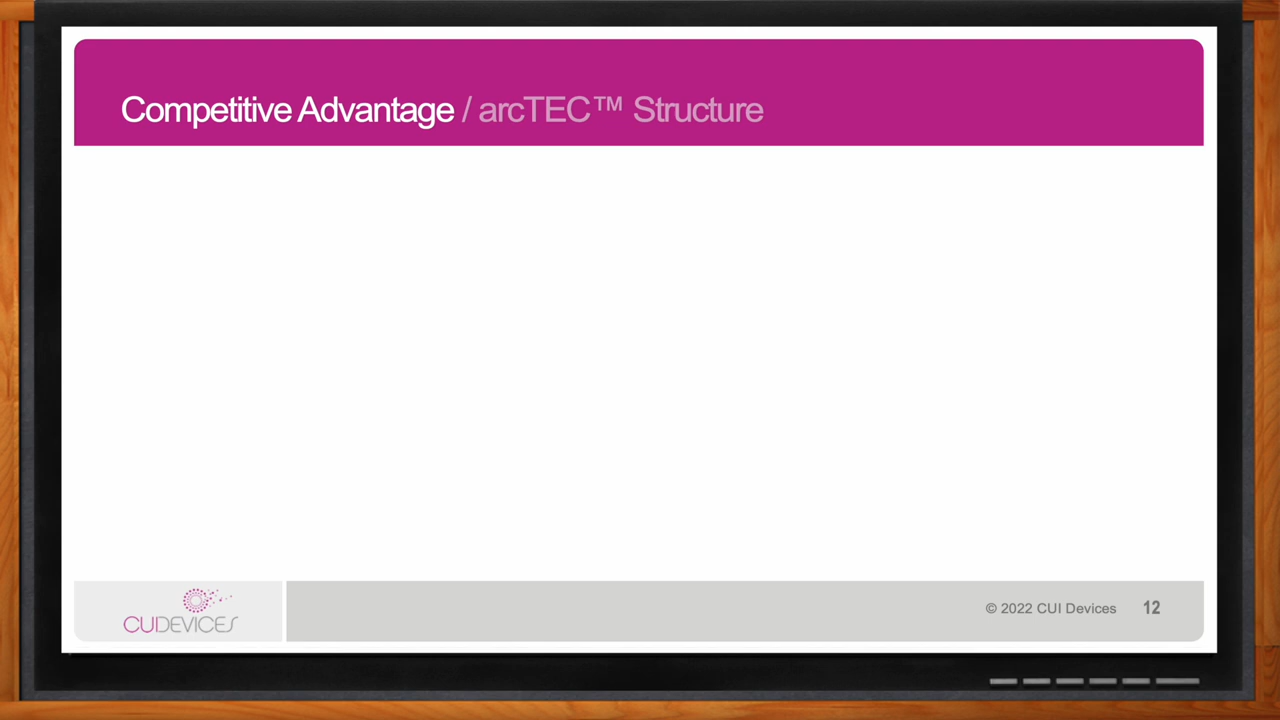 Competitive Advantage / arcTEC™ Structure
CUIDEVICES
© 2022 CUI Devices 12